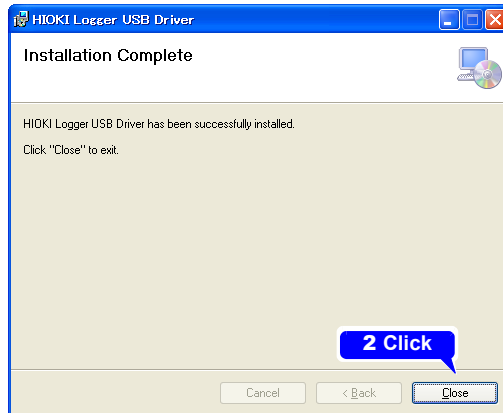 HIOKI Logger USB Driver
Installation Complete
HIOKI Logger USB Driver has been successfully installed.
Click "Close" to exit.
2 Click
Cancel < Back Close